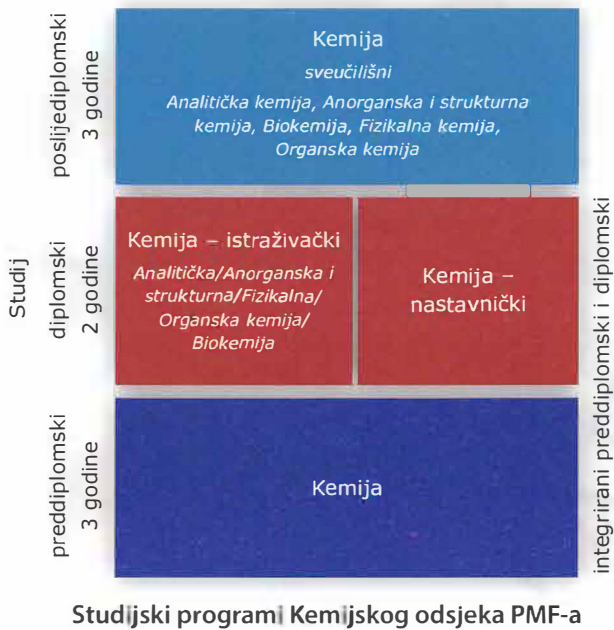 Studij
poslijediplomski
3 godine
Kemija
sveučilišni
Analitička kemija, Anorganska i strukturna
kemija, Biokemija, Fizikalna kemija,
Organska kemija
diplomski
2 godine
Kemija – istraživački
Analitička/Anorganska i
strukturna/Fizikalna/
Organska kemija/
Biokemija
Kemija –
nastavnički
preddiplomski
3 godine
Kemija
integrirani preddiplomski i diplomski
Studijski programi Kemijskog odsjeka PMF-a